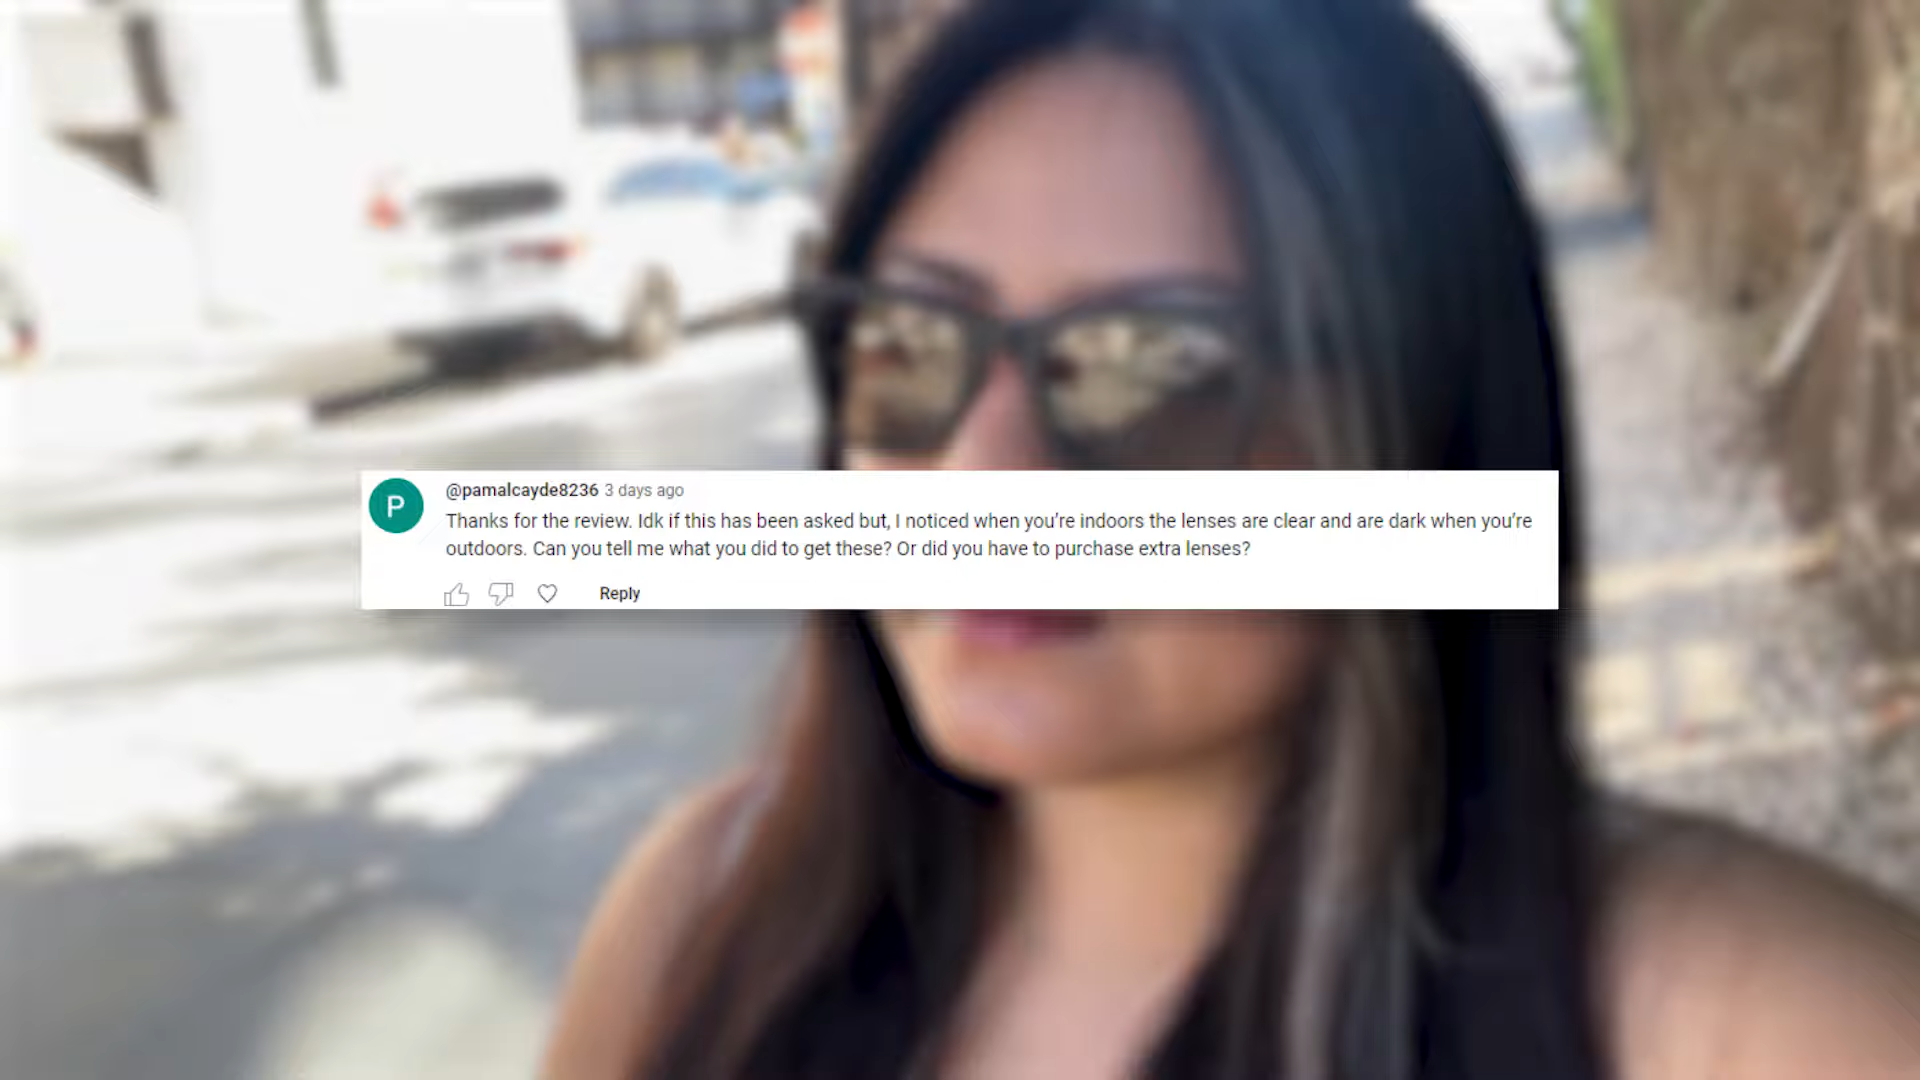 P
@pamalcayde8236 3 days ago
Thanks for the review. Idk if this has been asked but, I noticed when you’re indoors the lenses are clear and are dark when you’re
outdoors. Can you tell me what you did to get these? Or did you have to purchase extra lenses?
Reply